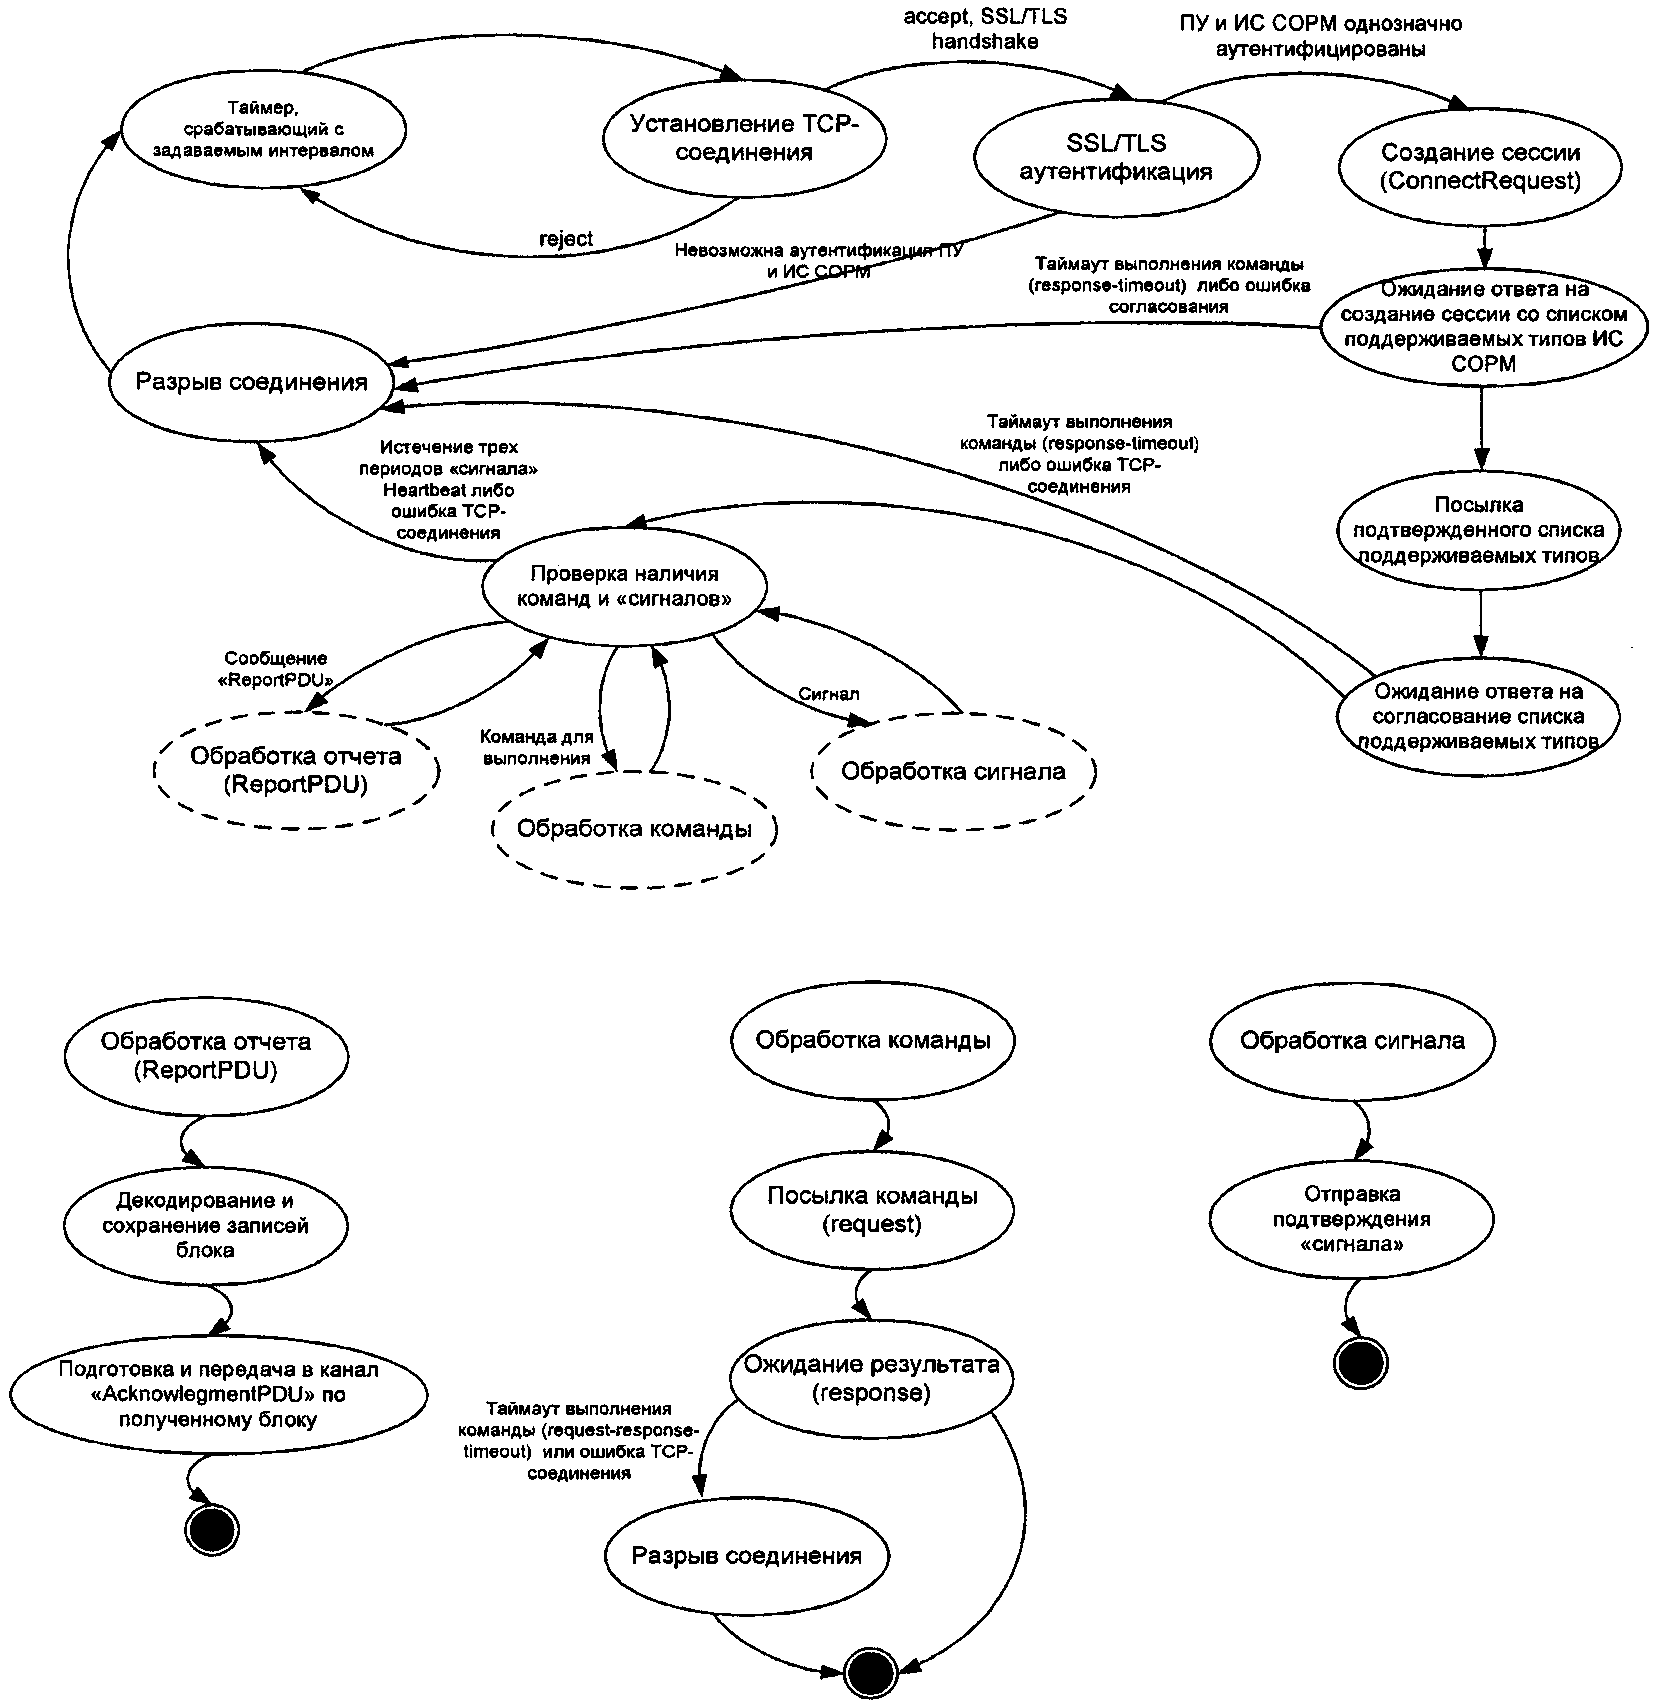 accept, SSL/TLS
handshake
ПУ и ИС СОРМ однозначно
аутентифицированы
Таймер,
срабатывающий с
задаваемым интервалом
Установление TCP-
соединения
SSL/TLS
аутентификация
Создание сессии
(ConnectRequest)
reject
Невозможна аутентификация ПУ
и ИС СОРМ
Таймаут выполнения команды
(response-timeout) либо ошибка
согласования
Ожидание ответа на
создание сессии со списком
поддерживаемых типов ИС
СОРМ
Разрыв соединения
Истечение трех
периодов «сигнала»
Heartbeat либо
ошибка TCP-
соединения
Таймаут выполнения
команды (response-timeout)
либо ошибка TCP-
соединения
Посылка
подтвержденного списка
поддерживаемых типов
Проверка наличия
команд и «сигналов»
Сообщение
«ReportPDU»
Сигнал
Ожидание ответа на
согласование списка
поддерживаемых типов
Команда для
выполнения
Обработка отчета
(ReportPDU)
Обработка команды
Обработка сигнала
Обработка отчета
(ReportPDU)
Декодирование и
сохранение записей
блока
Подготовка и передача в канал
«AcknowlegmentPDU» по
полученному блоку
Обработка команды
Посылка команды
(request)
Ожидание результата
(response)
Таймаут выполнения
команды (request-response-
timeout) или ошибка TCP-
соединения
Разрыв соединения
Обработка сигнала
Отправка
подтверждения
«сигнала»